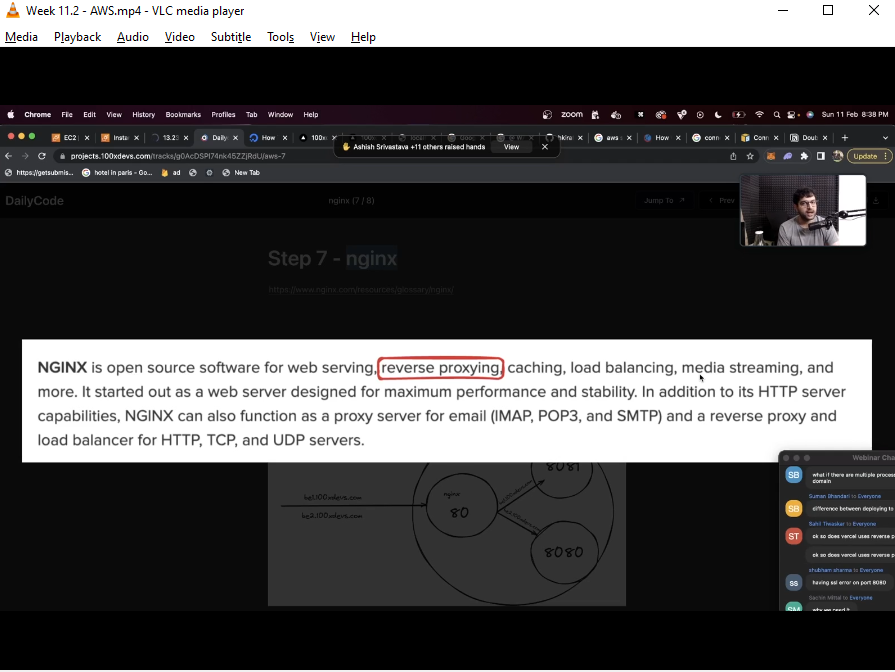 Week 11.2 - AWS.mp4 - VLC media player
Media Playback Audio Video Subtitle Tools View Help
Chrome File Edit View History Bookmarks Profiles Tab Window Help
zoom
Sun 11 Feb 8:38 PM
EC2 Insta 13.23 Daily How 100x
aws How conn Conn Doub
Ashish Srivastava +11 others raised hands View
projects.100xdevs.com/tracks/g0AcDSPl74nk45ZZjRdU/aws-7
Update
https://getsubmis... hotel in paris - Go... ad New Tab
DailyCode
nginx (7 / 8)
Jump To
Prev
Step 7 - nginx
https://www.nginx.com/resources/glossary/nginx/
NGINX is open source software for web serving, reverse proxying, caching, load balancing, media streaming, and
more. It started out as a web server designed for maximum performance and stability. In addition to its HTTP server
capabilities, NGINX can also function as a proxy server for email (IMAP, POP3, and SMTP) and a reverse proxy and
load balancer for HTTP, TCP, and UDP servers.
8081
be1.100xdevs.com
nginx
80
be2.100xdevs.com
8080
Webinar Cha
SB
what if there are multiple process
domain
Suman Bhandari to Everyone
SB
difference between deploying to
Sahil Tiwaskar to Everyone
ST
ok so does vercel uses reverse p
ok so does vercel uses reverse p
shubham sharma to Everyone
ss
having ssl error on port 8080
Sachin Mittal to Everyone
SM
why we need it